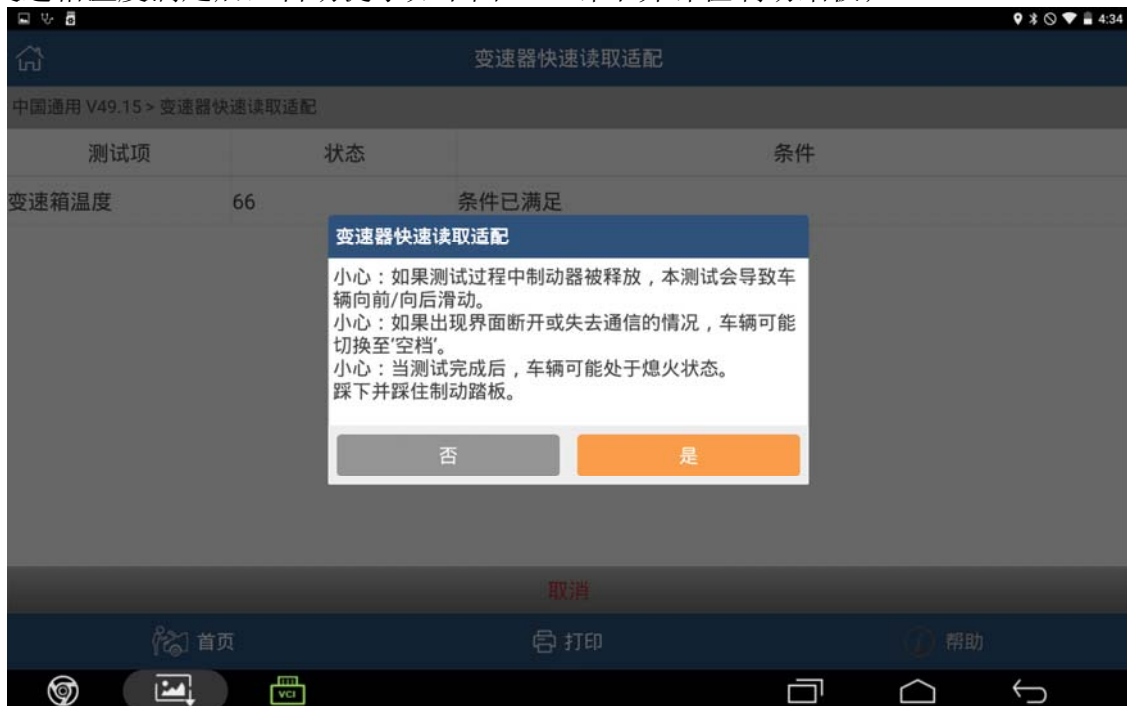 4:34
变速器快速读取适配
中国通用 V49.15 > 变速器快速读取适配
测试项 状态 条件
变速箱温度 66 条件已满足
变速器快速读取适配
小心：如果测试过程中制动器被释放，本测试会导致车
辆向前/向后滑动。
小心：如果出现界面断开或失去通信的情况，车辆可能
切换至'空档'。
小心：当测试完成后，车辆可能处于熄火状态。
踩下并踩住制动踏板。
否 是
取消
首页 打印 帮助
VCI